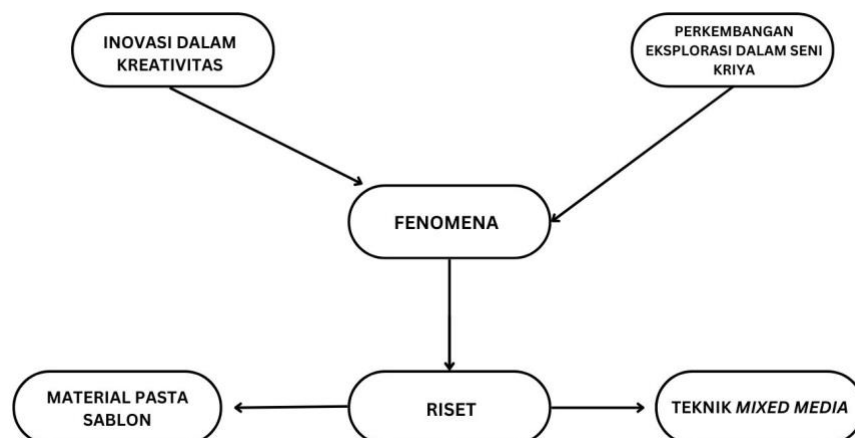 INOVASI DALAM
KREATIVITAS
PERKEMBANGAN
EKSPLORASI DALAM SENI
KRIYA
FENOMENA
MATERIAL PASTA
SABLON
RISET
TEKNIK MIXED MEDIA